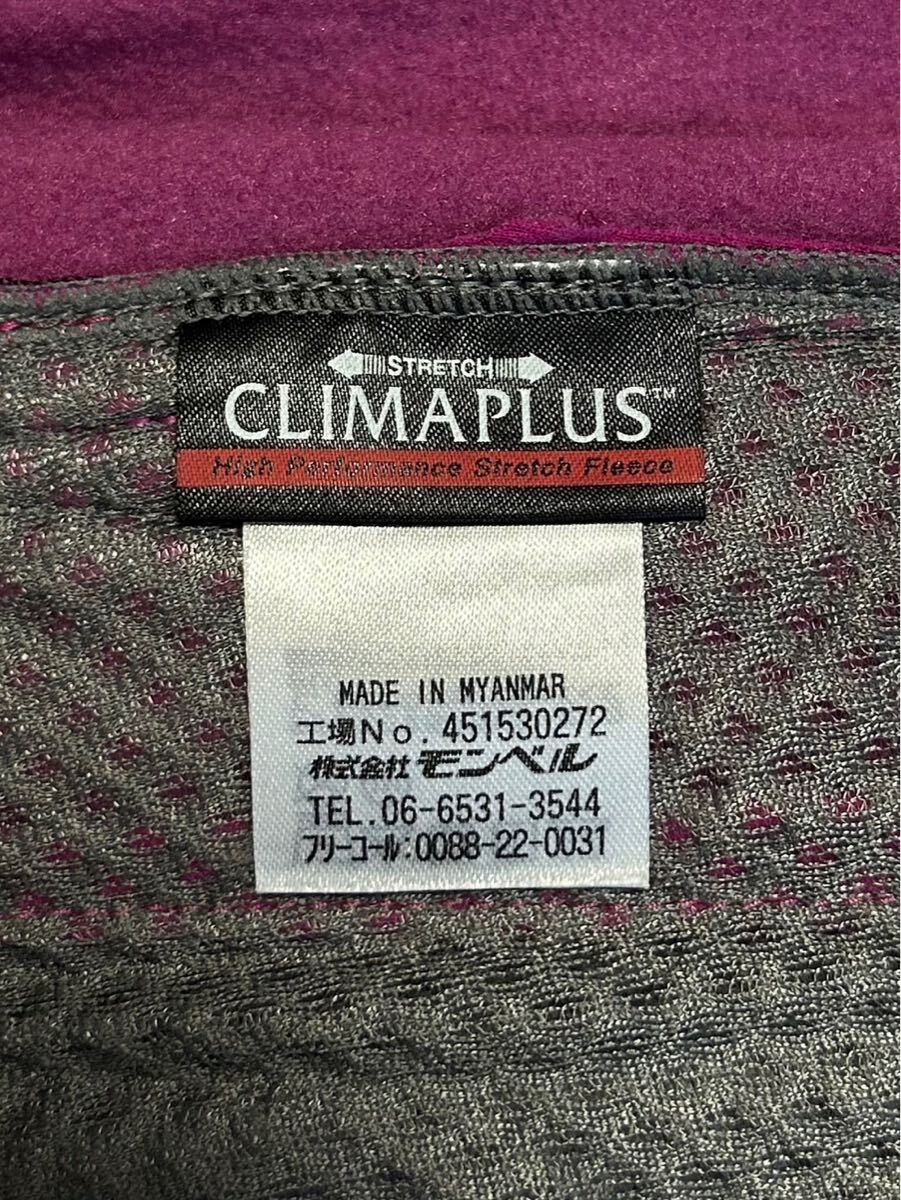 STRETCH
CLIMAPLUS™
High Performance Stretch Fleece
MADE IN MYANMAR
工場No. 451530272
株式会社 モンベル
TEL.06-6531-3544
フリーコール:0088-22-0031